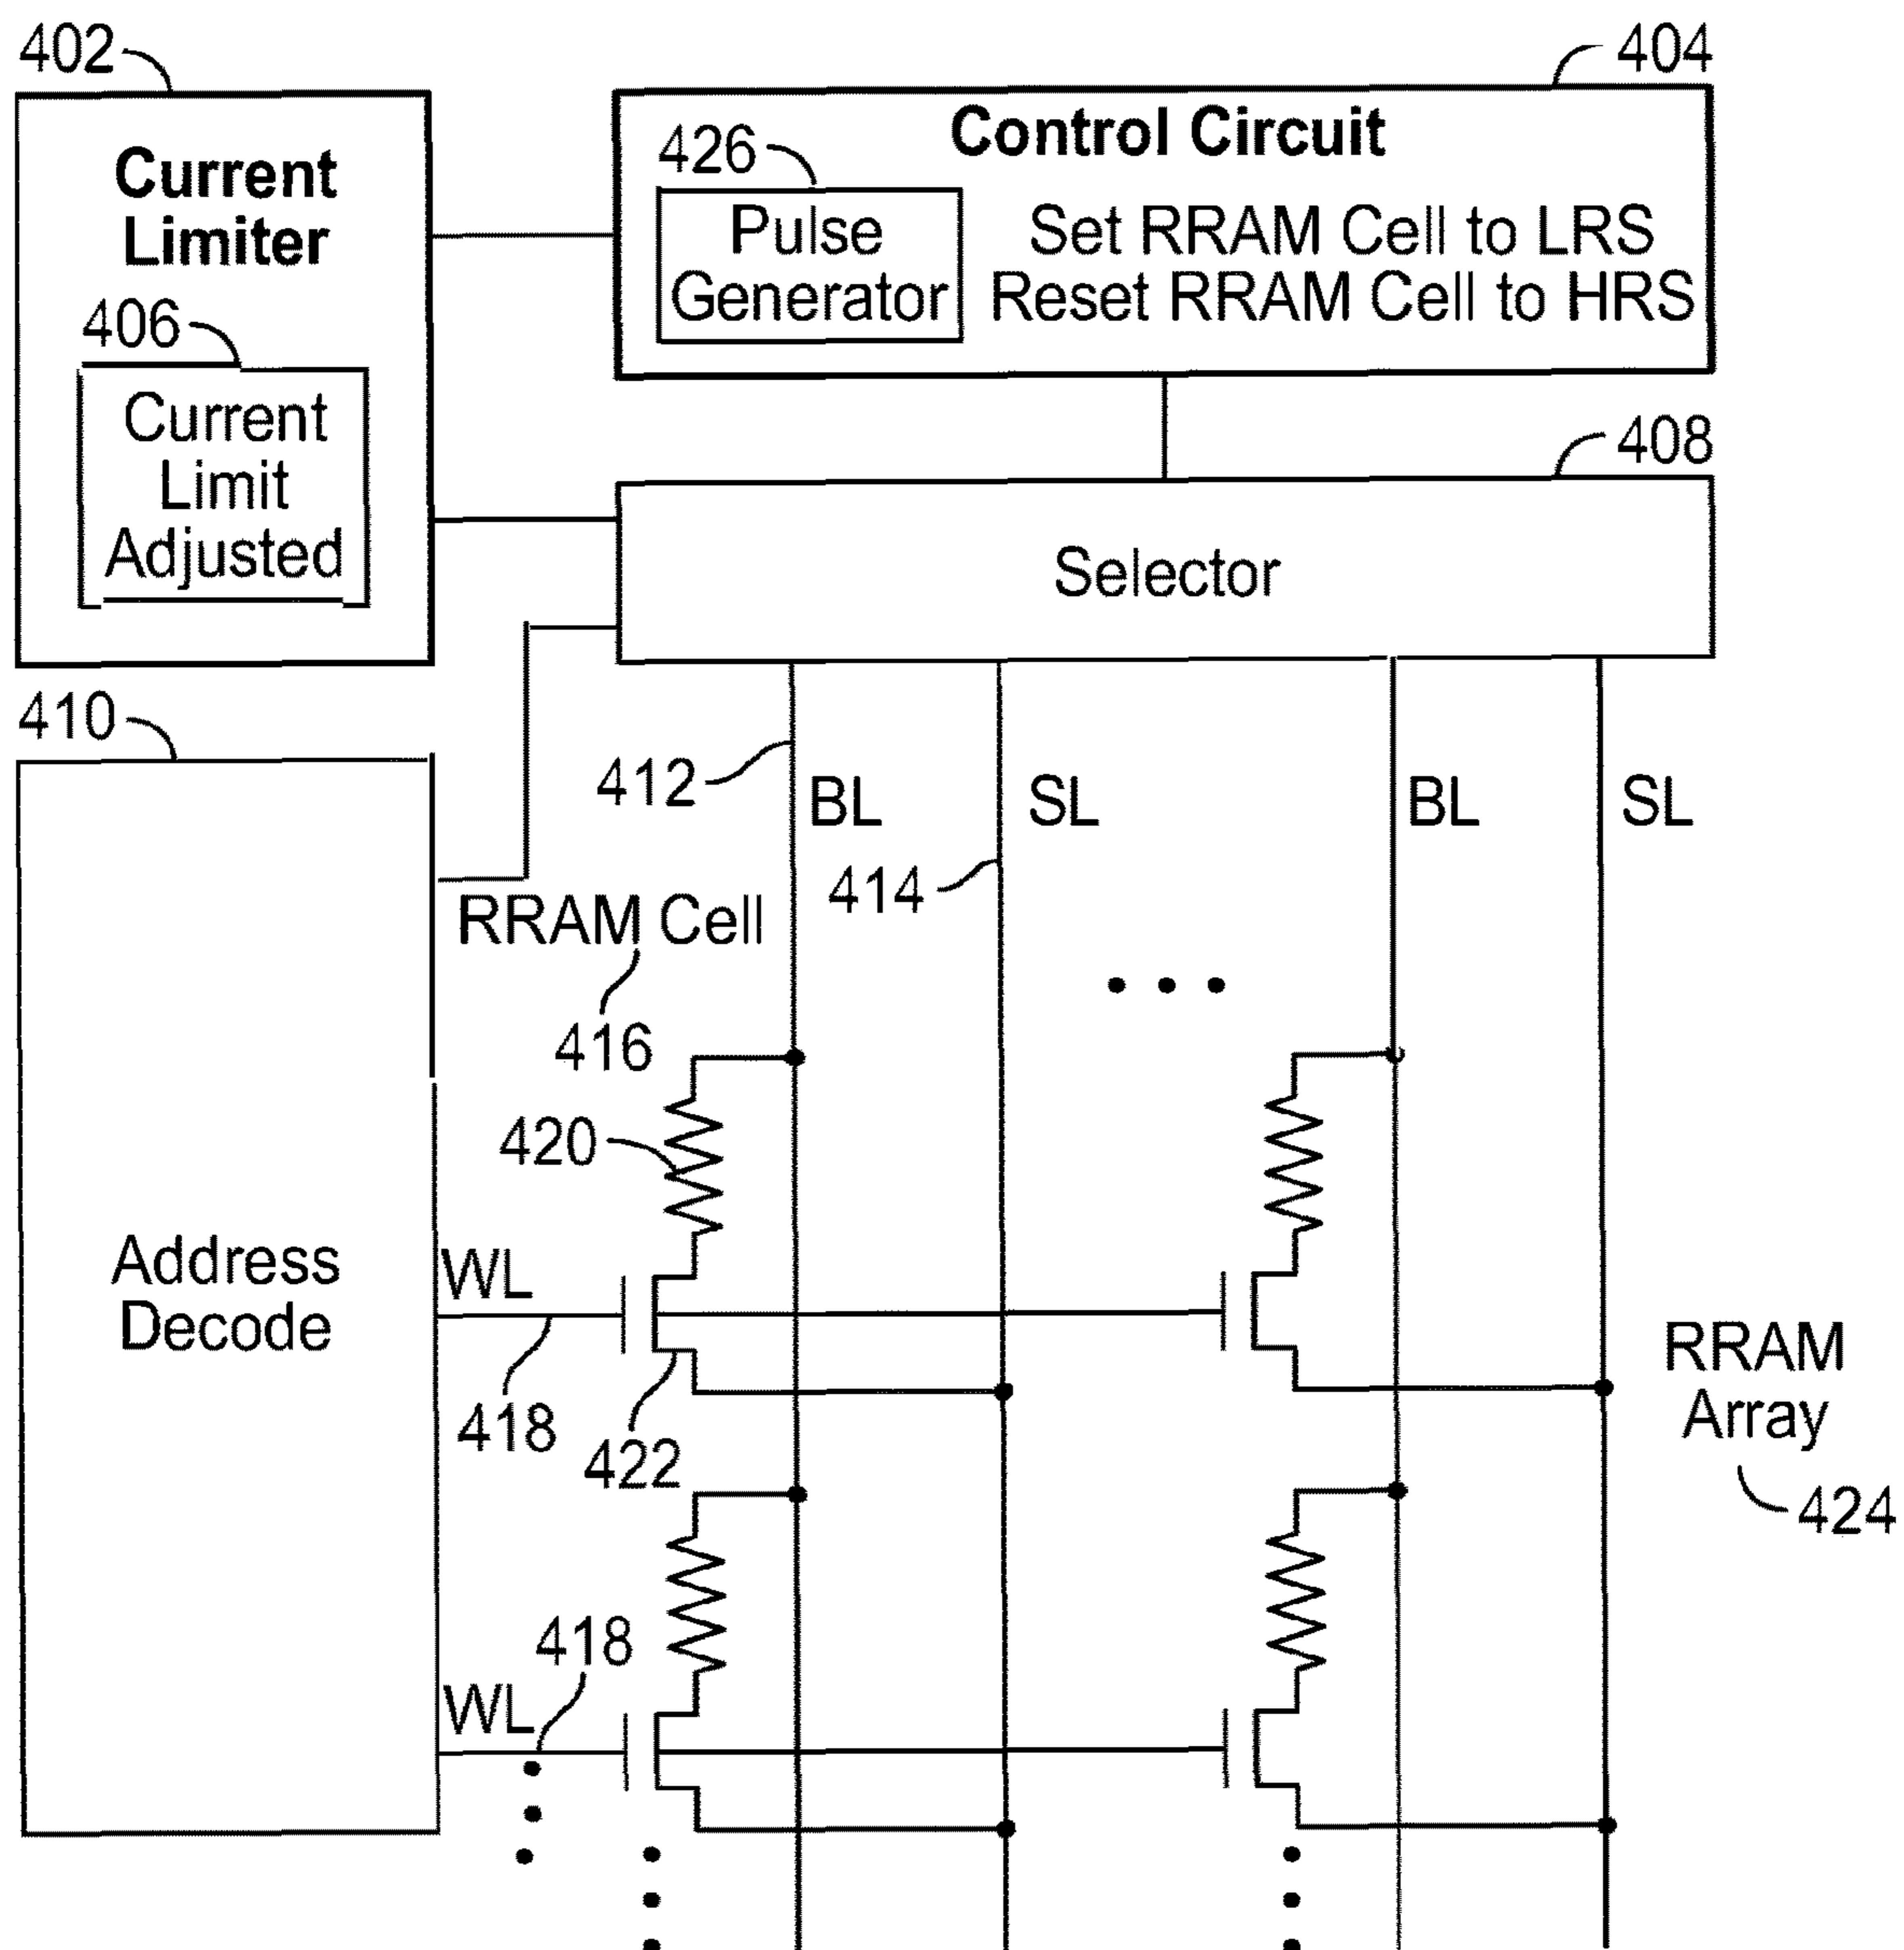 402
404
Current
Limiter
406
Current
Limit
Adjusted
Control Circuit
426
Pulse
Generator
Set RRAM Cell to LRS
Reset RRAM Cell to HRS
408
Selector
410
Address
Decode
412
BL
SL
BL
SL
414
RRAM Cell
416
420
WL
418
422
RRAM
Array
424
418
WL